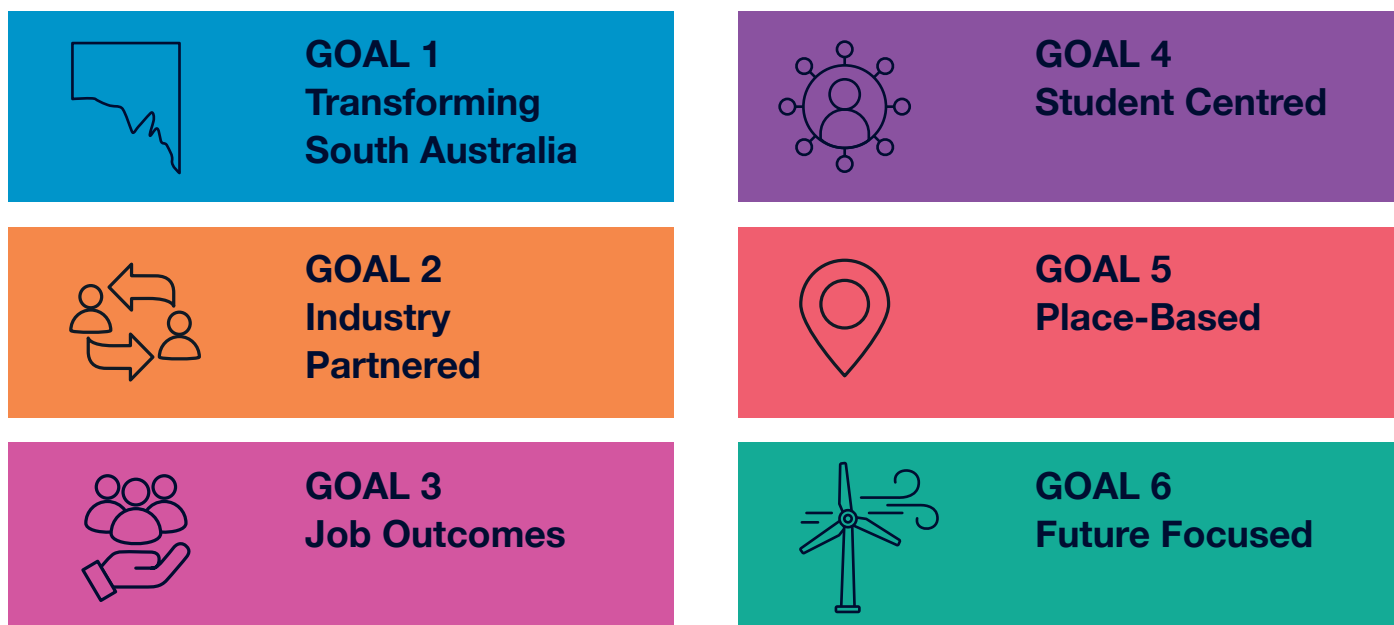 GOAL 1
Transforming
South Australia
GOAL 2
Industry
Partnered
GOAL 3
Job Outcomes
GOAL 4
Student Centred
GOAL 5
Place-Based
GOAL 6
Future Focused